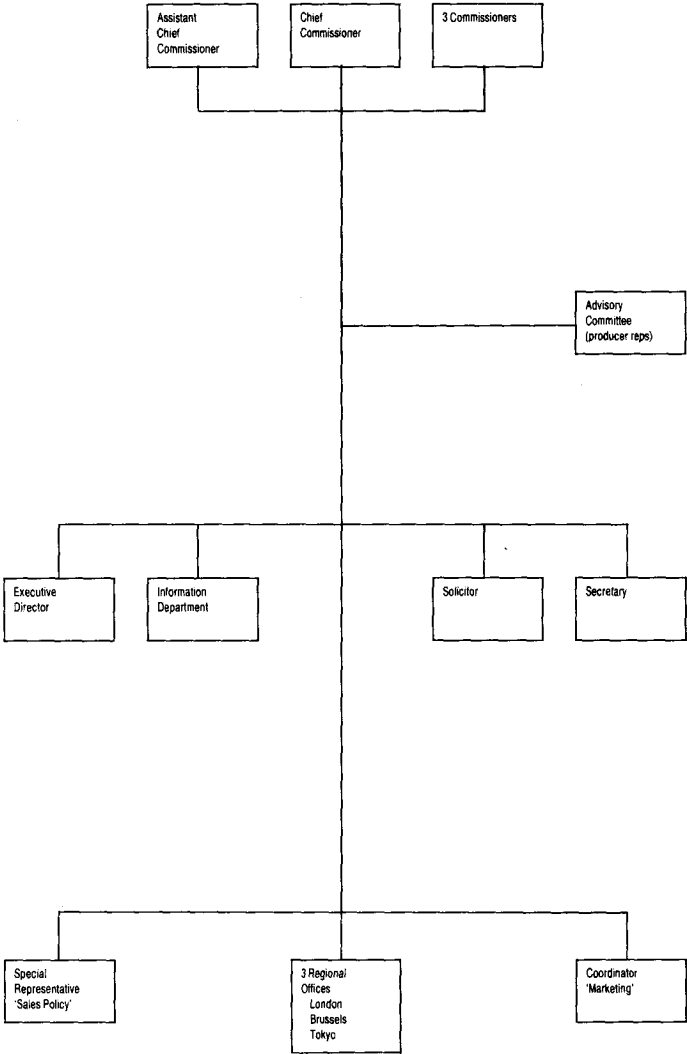 Assistant
Chief
Commissioner
Chief
Commissioner
3 Commissioners
Advisory
Committee
(producer reps)
Executive
Director
Information
Department
Solicitor
Secretary
Special
Representative
'Sales Policy'
3 Regional
Offices
London
Brussels
Tokyo
Coordinator
'Marketing'